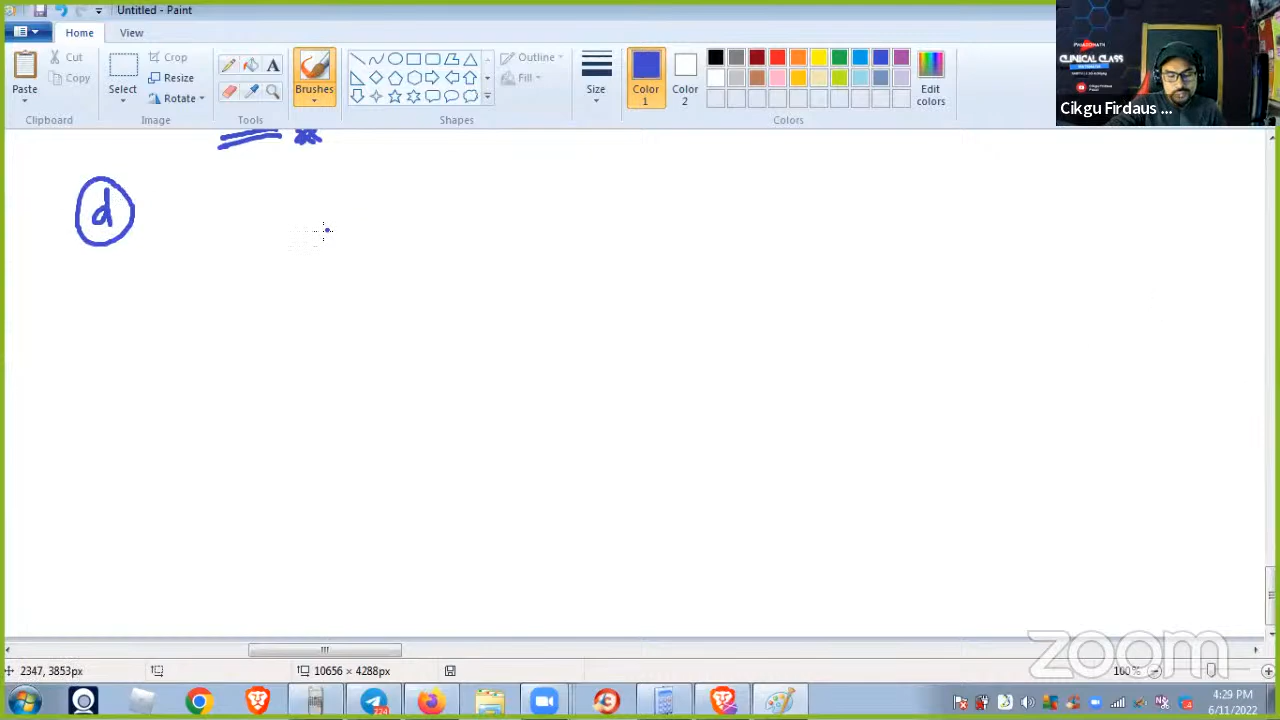 Untitled - Paint
Home
View
Paste
Cut
Copy
Clipboard
Select
Crop
Resize
Rotate
Image
A
Tools
Brushes
Outline
Fill
Shapes
Size
Color 1
Color 2
Edit colors
Colors
CLINICAL CLASS
Cikgu Firdaus ...
d
zoom
2347, 3853px
10656 × 4288px
100%
4:29 PM
6/11/2022